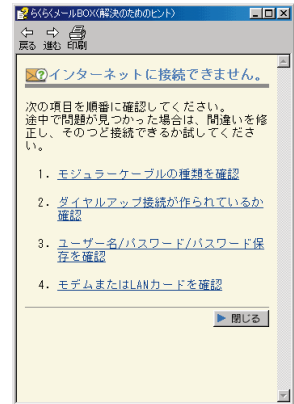 らくらくメールBOX(解決のためのヒント)
戻る 進む 印刷
インターネットに接続できません。
次の項目を順番に確認してください。
途中で問題が見つかった場合は、間違いを修
正し、そのつど接続できるか試してくださ
い。
1. モジュラーケーブルの種類を確認
2. ダイヤルアップ接続が作られているか
確認
3. ユーザー名/パスワード/パスワード保
存を確認
4. モデムまたはLANカードを確認
閉じる